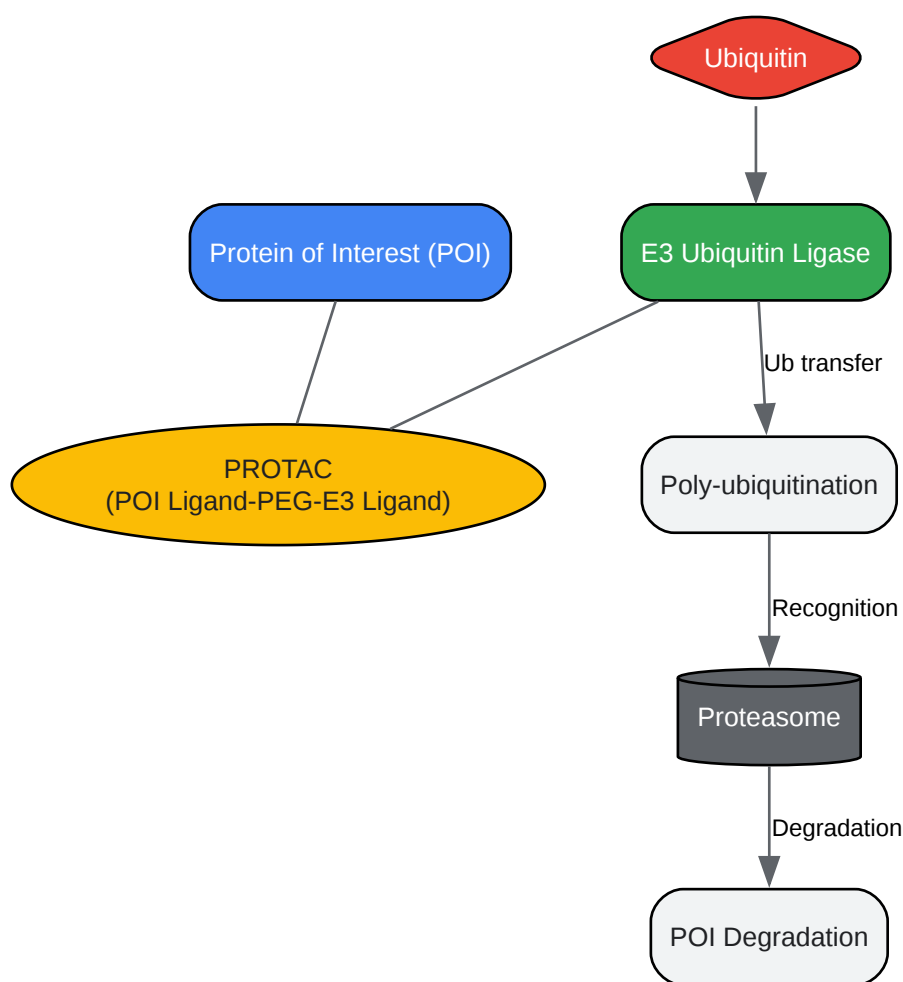 Ubiquitin
Protein of Interest (POI)
E3 Ubiquitin Ligase
Ub transfer
PROTAC
(POI Ligand-PEG-E3 Ligand)
Poly-ubiquitination
Recognition
Proteasome
Degradation
POI Degradation